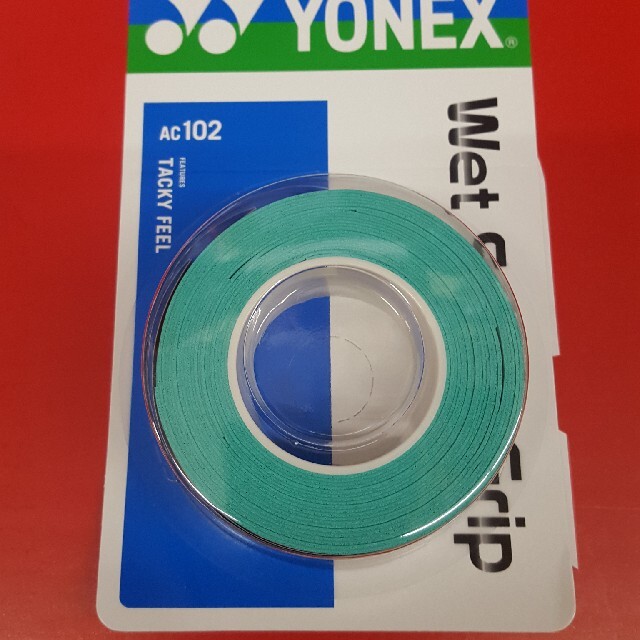 YONEX®
AC102
FEATURES
TACKY FEEL
Wet S Grip